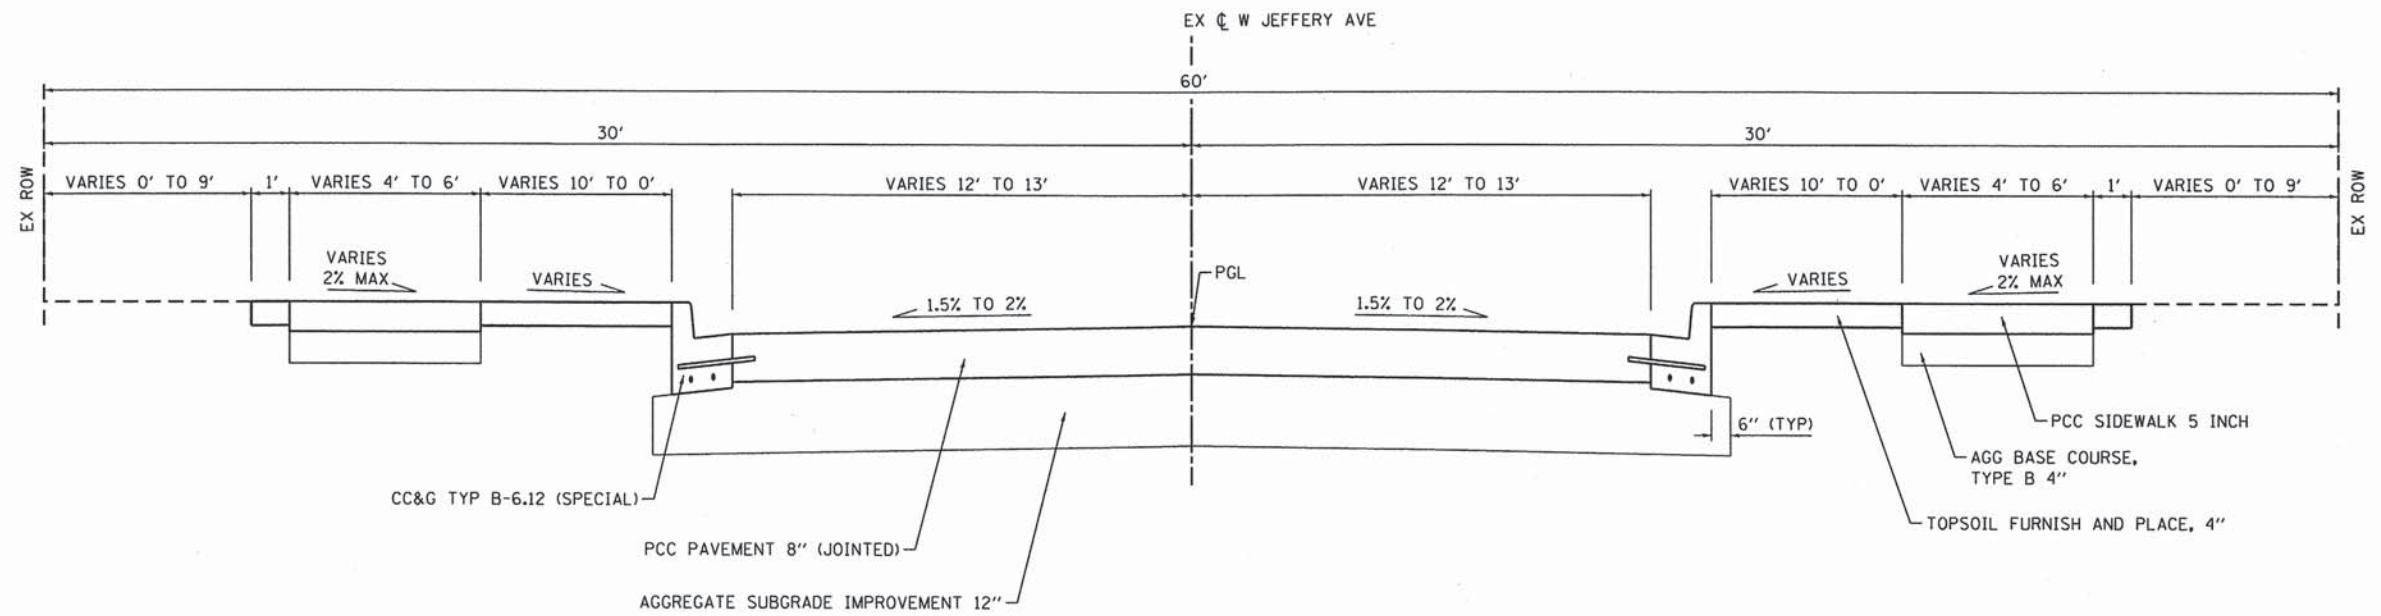 EX ℄ W JEFFERY AVE
60'
30'
30'
EX ROW
VARIES 0' TO 9'
1'
VARIES 4' TO 6'
VARIES 10' TO 0'
VARIES 12' TO 13'
VARIES 12' TO 13'
VARIES 10' TO 0'
VARIES 4' TO 6'
1'
VARIES 0' TO 9'
EX ROW
VARIES
2% MAX
VARIES
1.5% TO 2%
PGL
1.5% TO 2%
VARIES
VARIES
2% MAX
6" (TYP)
PCC SIDEWALK 5 INCH
AGG BASE COURSE,
TYPE B 4"
TOPSOIL FURNISH AND PLACE, 4"
CC&G TYP B-6.12 (SPECIAL)
PCC PAVEMENT 8" (JOINTED)
AGGREGATE SUBGRADE IMPROVEMENT 12"